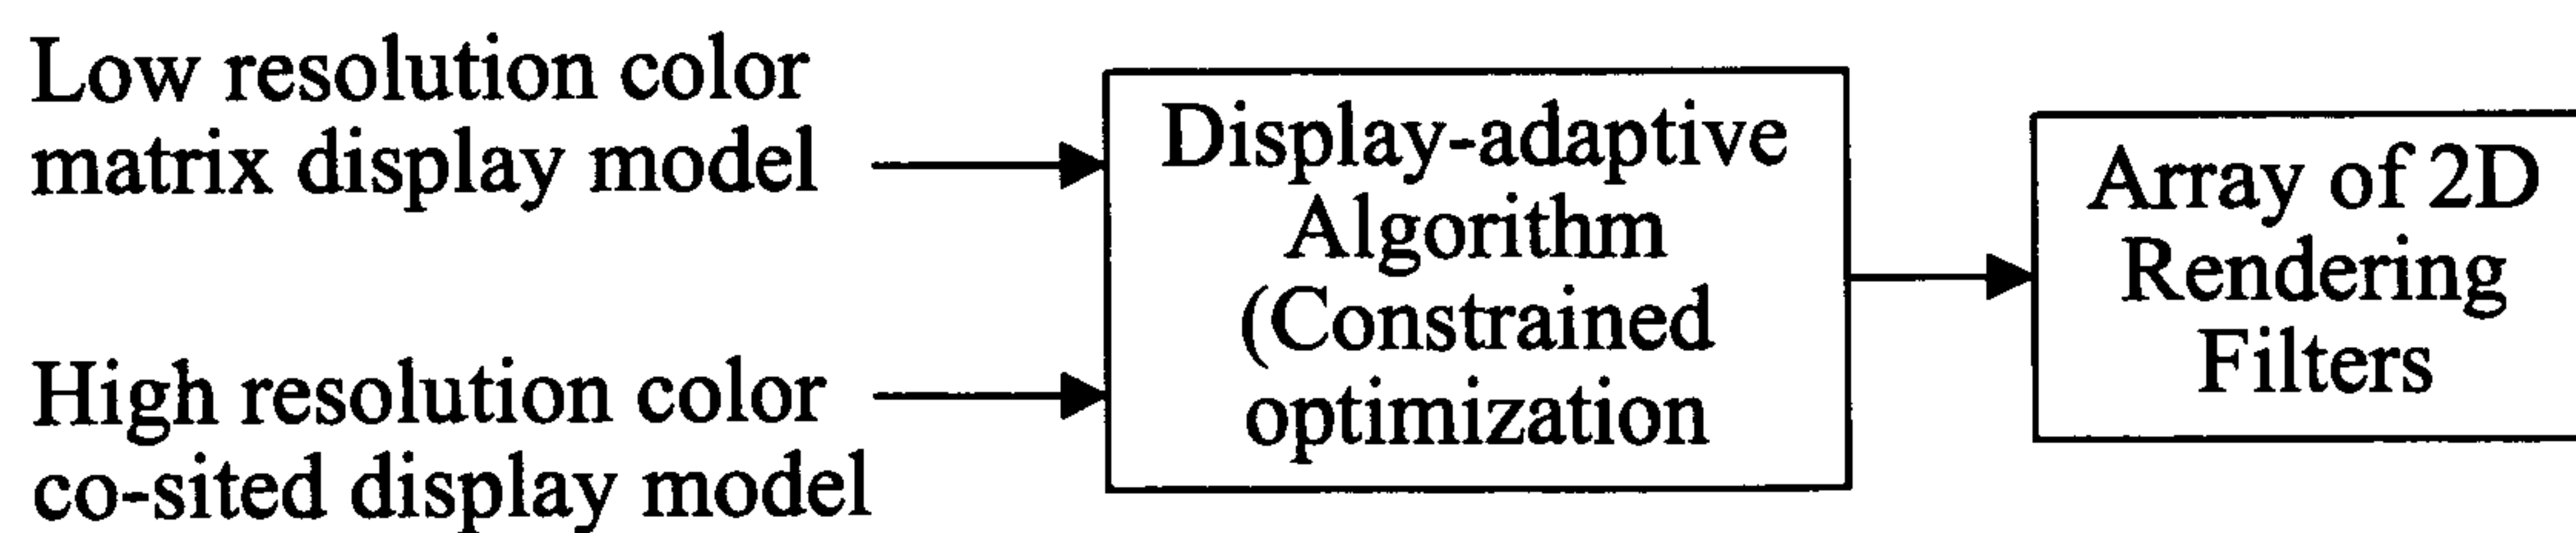 Low resolution color
matrix display model
High resolution color
co-sited display model
Display-adaptive
Algorithm
(Constrained
optimization
Array of 2D
Rendering
Filters